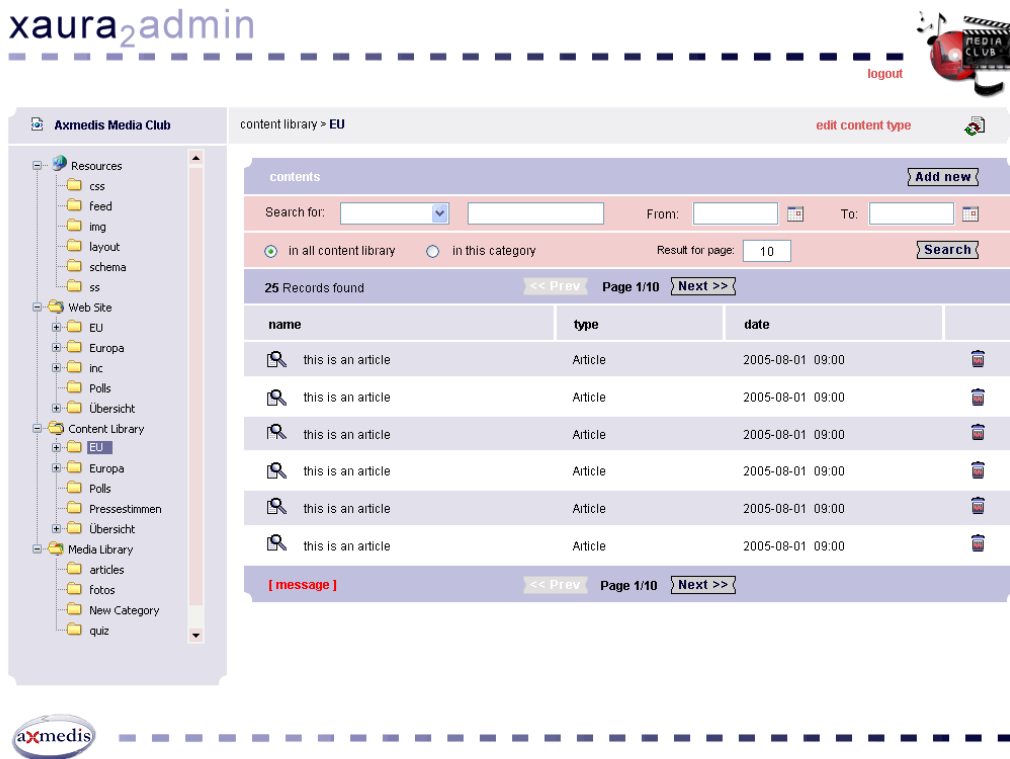 xaura2admin
MEDIA
CLUB
logout
Axmedis Media Club
content library > EU
edit content type
Resources
css
feed
img
layout
schema
ss
Web Site
EU
Europa
inc
Polls
Übersicht
Content Library
EU
Europa
Polls
Pressestimmen
Übersicht
Media Library
articles
fotos
New Category
quiz
contents
Add new
Search for:
From:
To:
in all content library
in this category
Result for page:
10
Search
25 Records found
<< Prev
Page 1/10
Next >>
name type date
this is an article Article 2005-08-01 09:00
this is an article Article 2005-08-01 09:00
this is an article Article 2005-08-01 09:00
this is an article Article 2005-08-01 09:00
this is an article Article 2005-08-01 09:00
this is an article Article 2005-08-01 09:00
[ message ]
<< Prev
Page 1/10
Next >>
axmedis